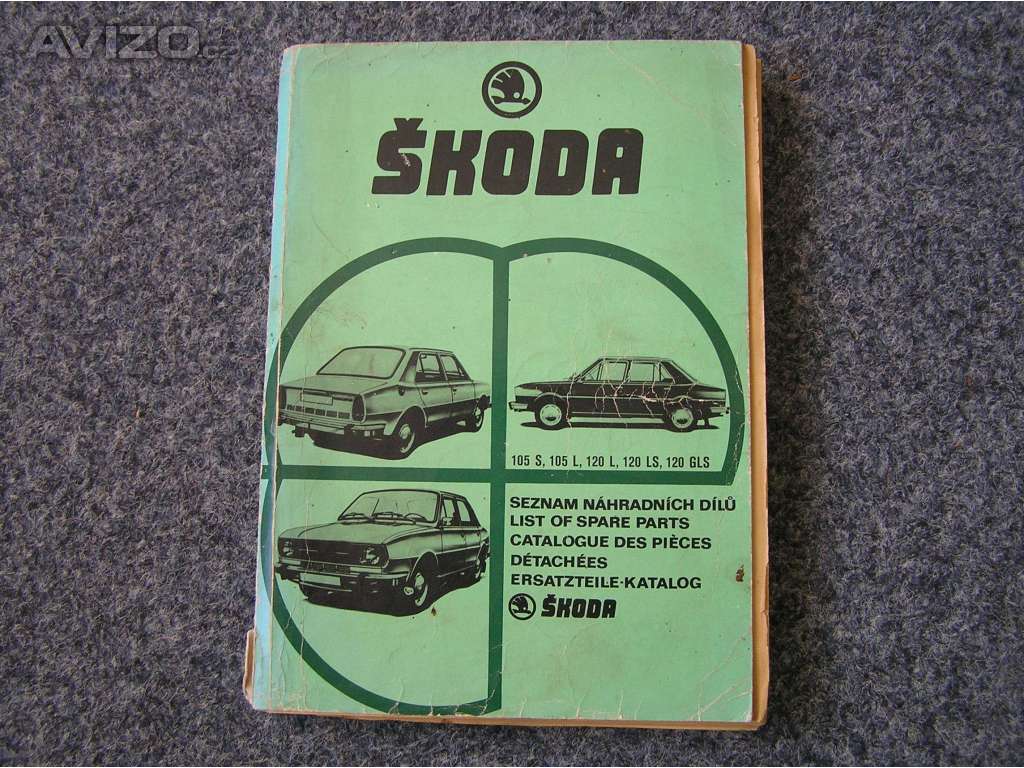 AVIZO.cz
ŠKODA
105 S, 105 L, 120 L, 120 LS, 120 GLS
SEZNAM NÁHRADNÍCH DÍLŮ
LIST OF SPARE PARTS
CATALOGUE DES PIÈCES
DÉTACHÉES
ERSATZTEILE-KATALOG
ŠKODA